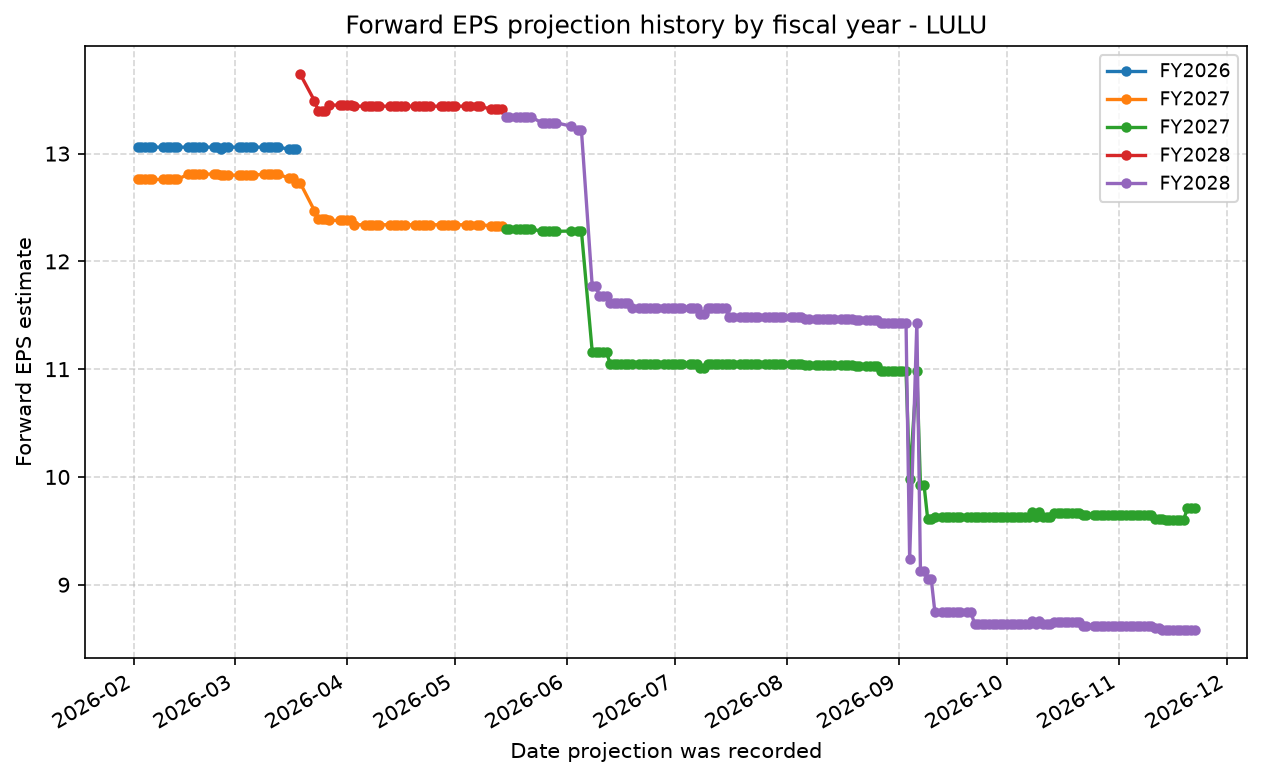 Forward EPS projection history by fiscal year - LULU
FY2026
FY2027
FY2027
FY2028
FY2028
Forward EPS estimate
13
12
11
10
9
2026-02
2026-03
2026-04
2026-05
2026-06
2026-07
2026-08
2026-09
2026-10
2026-11
2026-12
Date projection was recorded